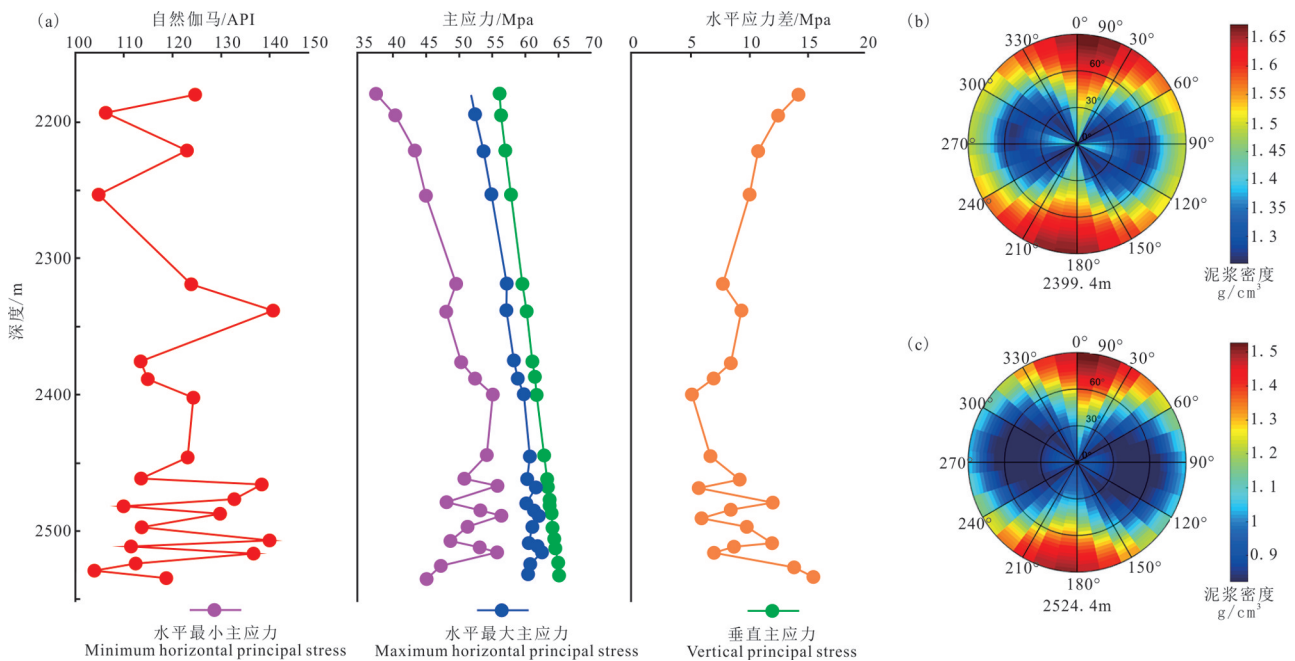 (a)
自然伽马/API
100 110 120 130 140 150
主应力/Mpa
35 40 45 50 55 60 65 70
水平应力差/Mpa
0 5 10 15 20
深度/m
2200
2300
2400
2500
水平最小主应力
Minimum horizontal principal stress
水平最大主应力
Maximum horizontal principal stress
垂直主应力
Vertical principal stress
(b)
0°
90°
30°
60°
90°
120°
150°
180°
210°
240°
270°
300°
330°
60°
30°
0°
2399.4m
1.65
1.6
1.55
1.5
1.45
1.4
1.35
1.3
泥浆密度
g/cm³
(c)
0°
90°
30°
60°
90°
120°
150°
180°
210°
240°
270°
300°
330°
60°
30°
0°
2524.4m
1.5
1.4
1.3
1.2
1.1
1
0.9
泥浆密度
g/cm³